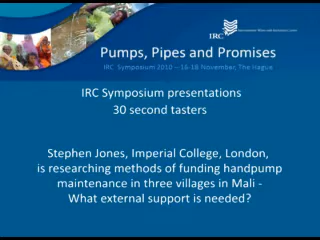 IRC
Pumps, Pipes and Promises
IRC Symposium 2010 – 16-18 November, The Hague
IRC Symposium presentations
30 second tasters
Stephen Jones, Imperial College, London,
is researching methods of funding handpump
maintenance in three villages in Mali -
What external support is needed?